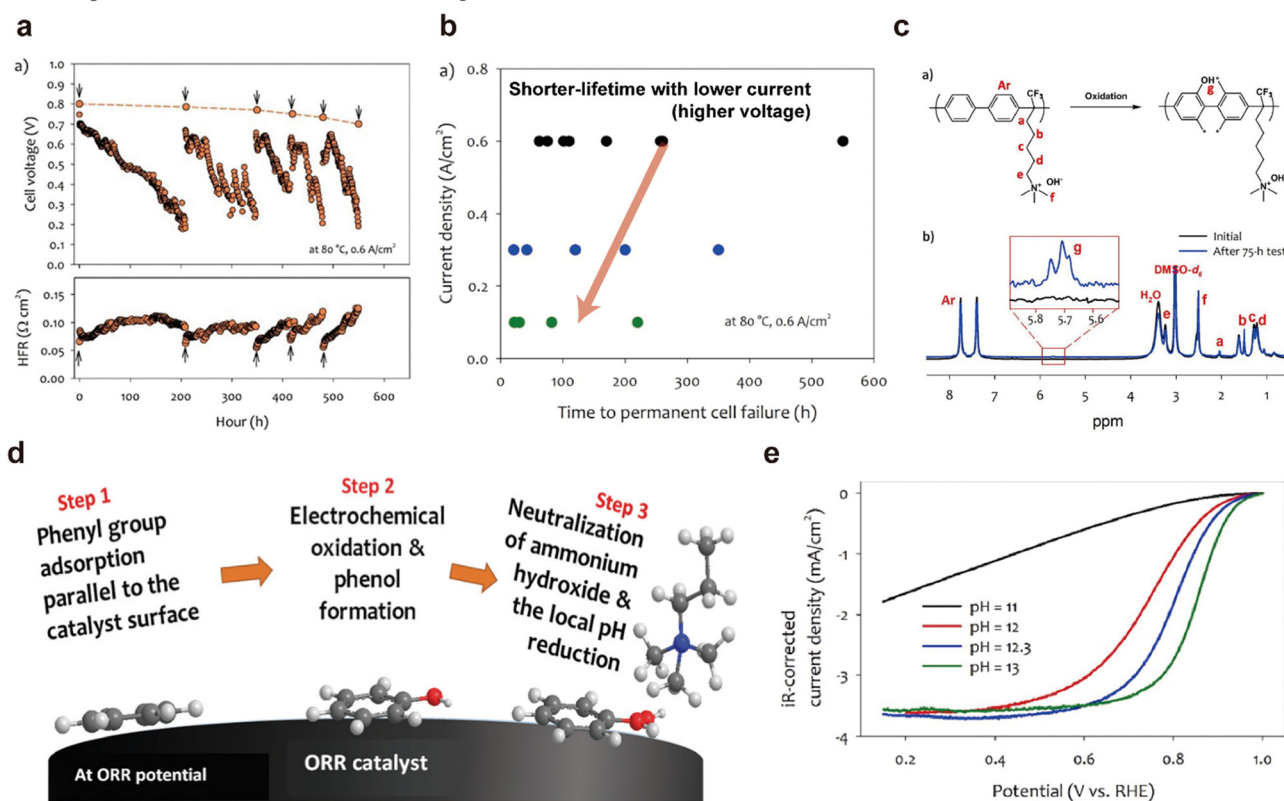 a
a)
Cell voltage (V)
0.9
0.8
0.7
0.6
0.5
0.4
0.3
0.2
0.1
0.0
at 80 °C, 0.6 A/cm²
HFR (Ω cm²)
0.15
0.10
0.05
0.00
0 100 200 300 400 500 600
Hour (h)
b
a)
Shorter-lifetime with lower current
(higher voltage)
Current density (A/cm²)
0.8
0.6
0.4
0.2
0.0
at 80 °C, 0.6 A/cm²
0 100 200 300 400 500 600
Time to permanent cell failure (h)
c
a)
Ar
CF₃
Oxidation
OH*
g
CF₃
a
b
c
d
e
N⁺
OH⁻
f
N⁺
OH
b)
Initial
After 75-h test
g
5.8 5.7 5.6
Ar
H₂O
DMSO-d₆
e
f
a
b
c
d
8 7 6 5 4 3 2 1
ppm
d
Step 1
Phenyl group
adsorption
parallel to the
catalyst surface
Step 2
Electrochemical
oxidation &
phenol
formation
Step 3
Neutralization
of ammonium
hydroxide &
the local pH
reduction
At ORR potential
ORR catalyst
e
iR-corrected
current density (mA/cm²)
0
-1
-2
-3
-4
pH = 11
pH = 12
pH = 12.3
pH = 13
0.2 0.4 0.6 0.8 1.0
Potential (V vs. RHE)